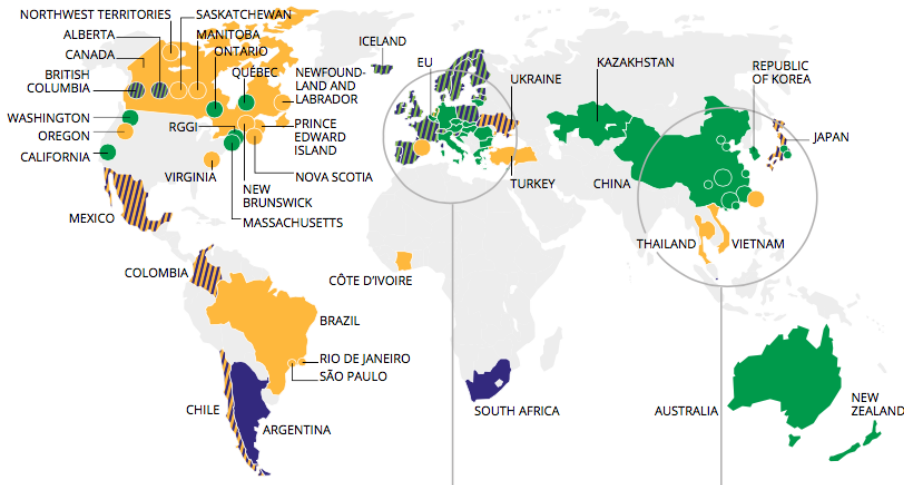 NORTHWEST TERRITORIES
SASKATCHEWAN
ALBERTA
MANITOBA
CANADA
ONTARIO
BRITISH
COLUMBIA
QUÉBEC
NEWFOUND-
LAND AND
LABRADOR
WASHINGTON
OREGON
RGGI
PRINCE
EDWARD
ISLAND
CALIFORNIA
NOVA SCOTIA
VIRGINIA
NEW
BRUNSWICK
MASSACHUSETTS
MEXICO
ICELAND
EU
UKRAINE
KAZAKHSTAN
REPUBLIC
OF KOREA
JAPAN
TURKEY
CHINA
THAILAND
VIETNAM
COLOMBIA
CÔTE D'IVOIRE
BRAZIL
RIO DE JANEIRO
SÃO PAULO
CHILE
ARGENTINA
SOUTH AFRICA
AUSTRALIA
NEW
ZEALAND